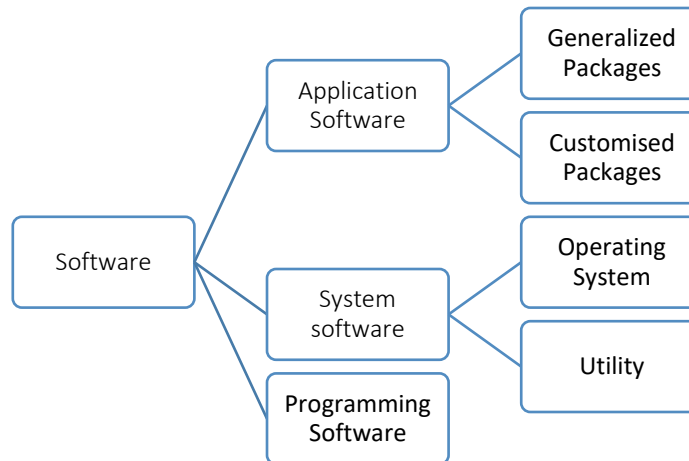 Software
Application
Software
Generalized
Packages
Customised
Packages
System
software
Operating
System
Utility
Programming
Software